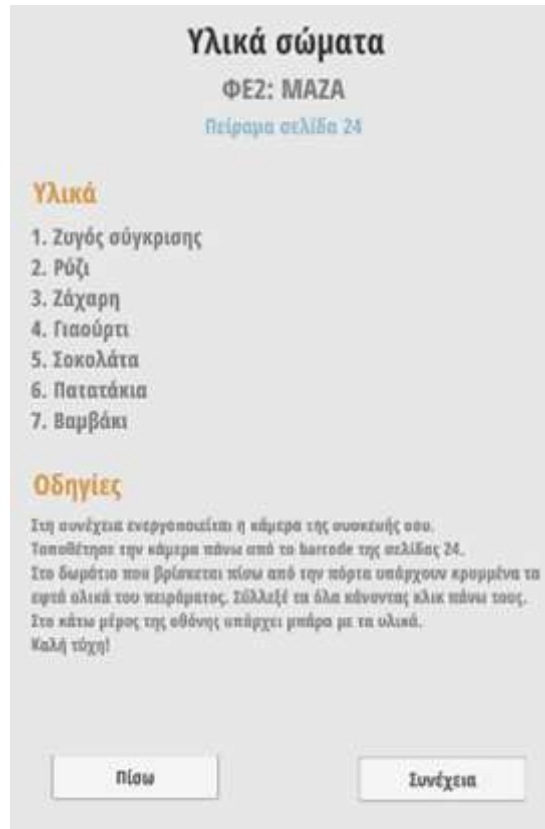 Υλικά σώματα
ΦΕ2: ΜΑΖΑ
Πείραμα σελίδα 24
Υλικά
1. Ζυγός σύγκρισης
2. Ρύζι
3. Ζάχαρη
4. Γιαούρτι
5. Σοκολάτα
6. Πατατάκια
7. Βαμβάκι
Οδηγίες
Στη συνέχεια ενεργοποιείται η κάμερα της συσκευής σου.
Τοποθέτησε την κάμερα πάνω από το barcode της σελίδας 24.
Στο δωμάτιο που βρίσκεται πίσω από την πόρτα υπάρχουν κρυμμένα τα
εφτά υλικά του πειράματος. Σύλλεξέ τα όλα κάνοντας κλικ πάνω τους.
Στο κάτω μέρος της οθόνης υπάρχει μπάρα με τα υλικά.
Καλή τύχη!
Πίσω
Συνέχεια